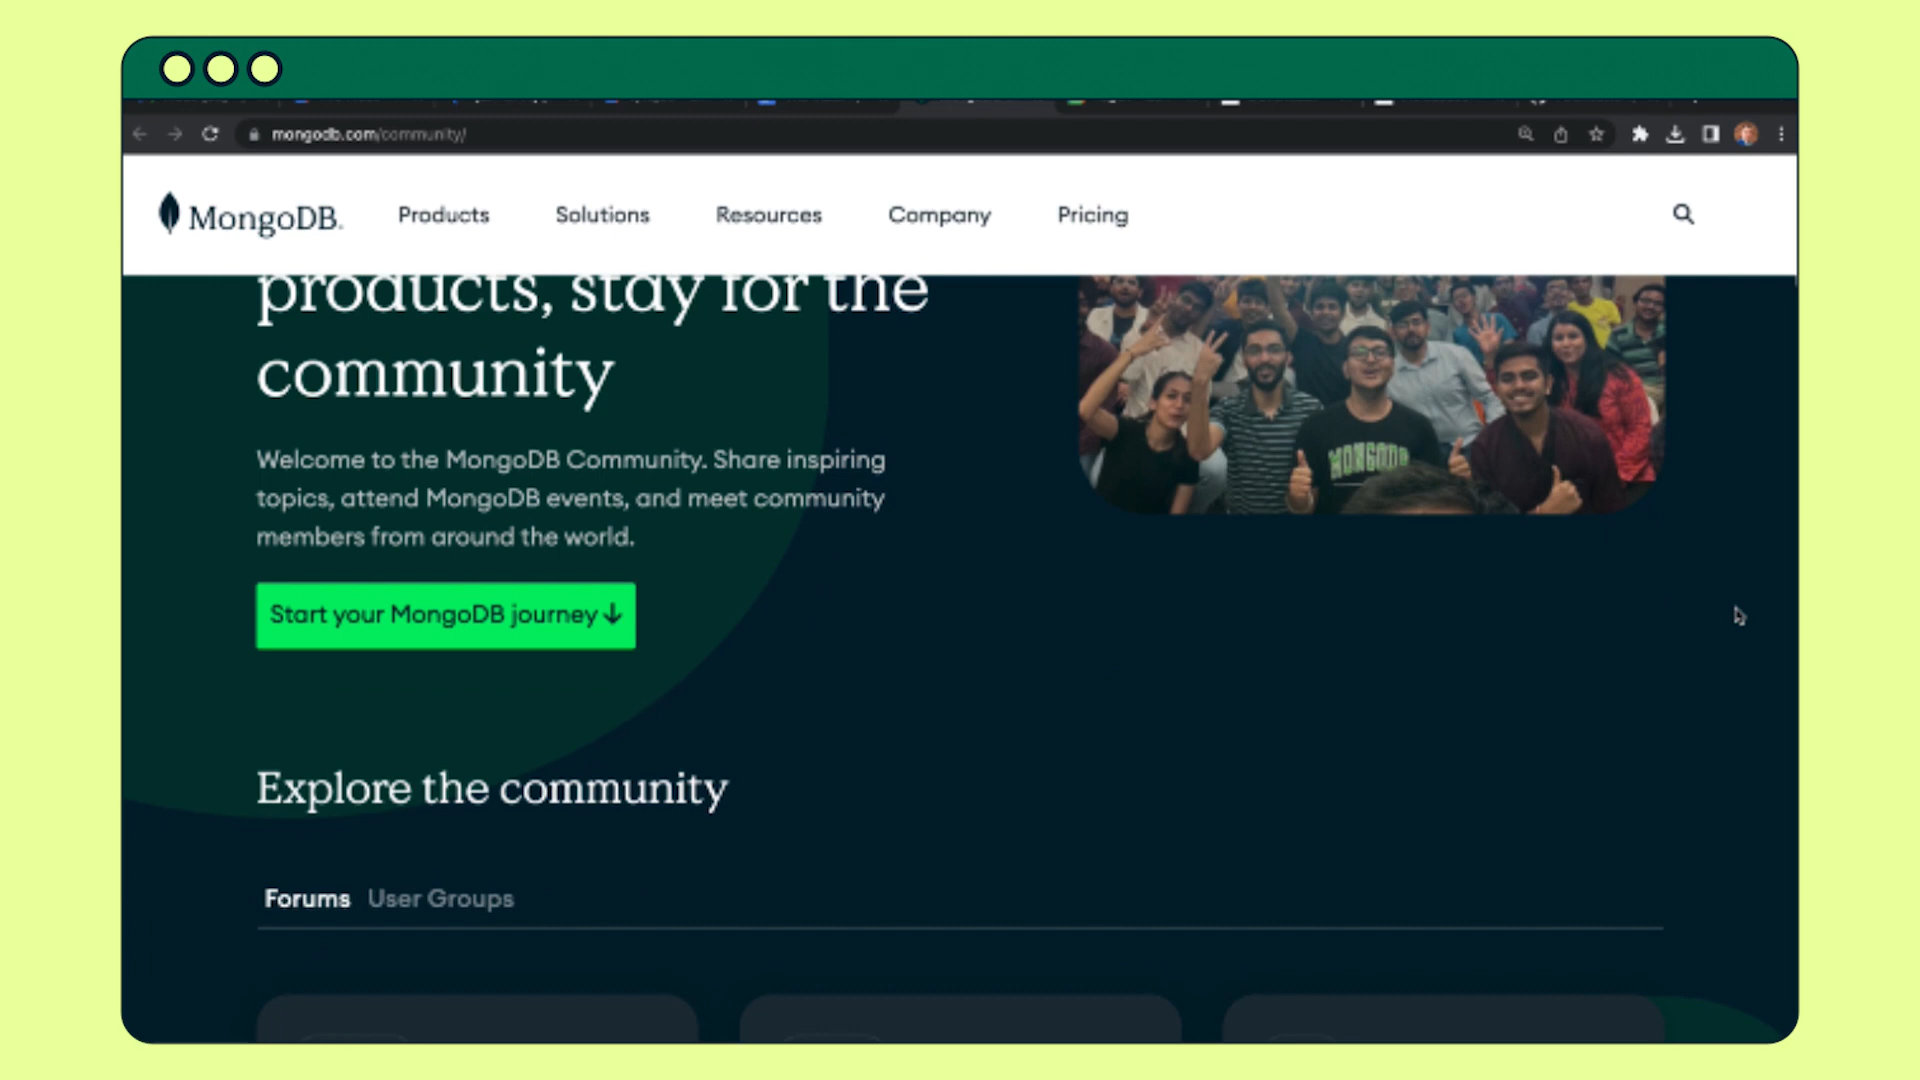 mongodb.com/community/
MongoDB.
Products
Solutions
Resources
Company
Pricing
products, stay for the
community
Welcome to the MongoDB Community. Share inspiring
topics, attend MongoDB events, and meet community
members from around the world.
Start your MongoDB journey
MONGODB
Explore the community
Forums User Groups